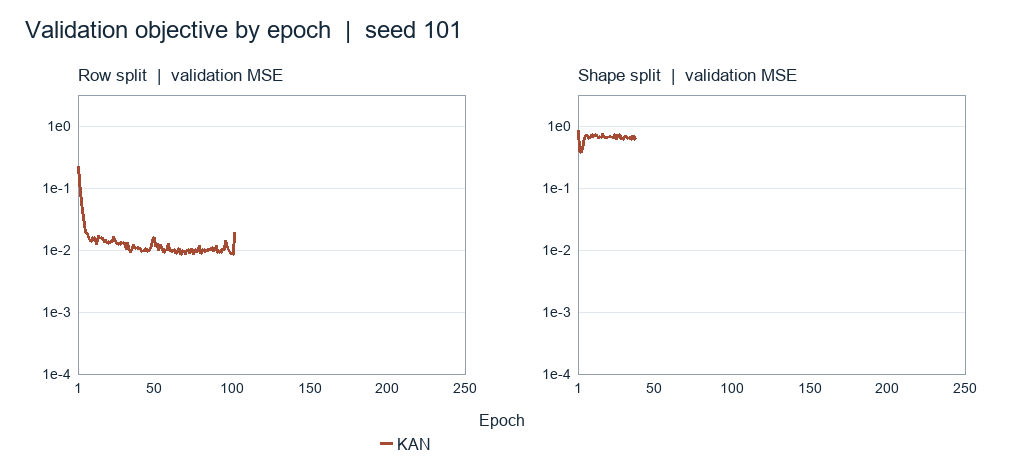 Validation objective by epoch | seed 101
Row split | validation MSE
1e0
1e-1
1e-2
1e-3
1e-4
1 50 100 150 200 250
Shape split | validation MSE
1e0
1e-1
1e-2
1e-3
1e-4
1 50 100 150 200 250
Epoch
KAN